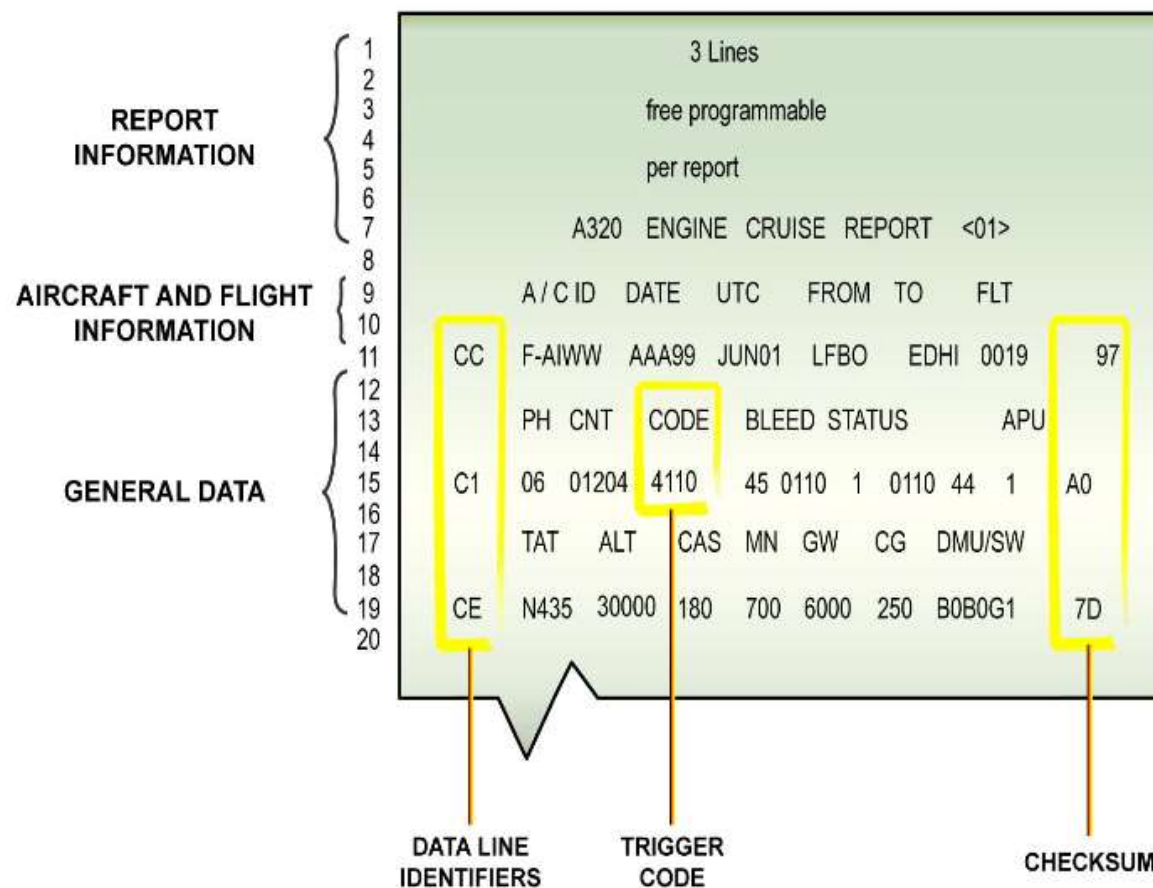 1 3 Lines
2
REPORT INFORMATION
3 free programmable
4
5 per report
6
7 A320 ENGINE CRUISE REPORT <01>
8
AIRCRAFT AND FLIGHT INFORMATION
9 A / C ID DATE UTC FROM TO FLT
10
11 CC F-AIWW AAA99 JUN01 LFBO EDHI 0019 97
12
13 PH CNT CODE BLEED STATUS APU
14
GENERAL DATA
15 C1 06 01204 4110 45 0110 1 0110 44 1 A0
16
17 TAT ALT CAS MN GW CG DMU/SW
18
19 CE N435 30000 180 700 6000 250 B0B0G1 7D
20
DATA LINE IDENTIFIERS
TRIGGER CODE
CHECKSUM